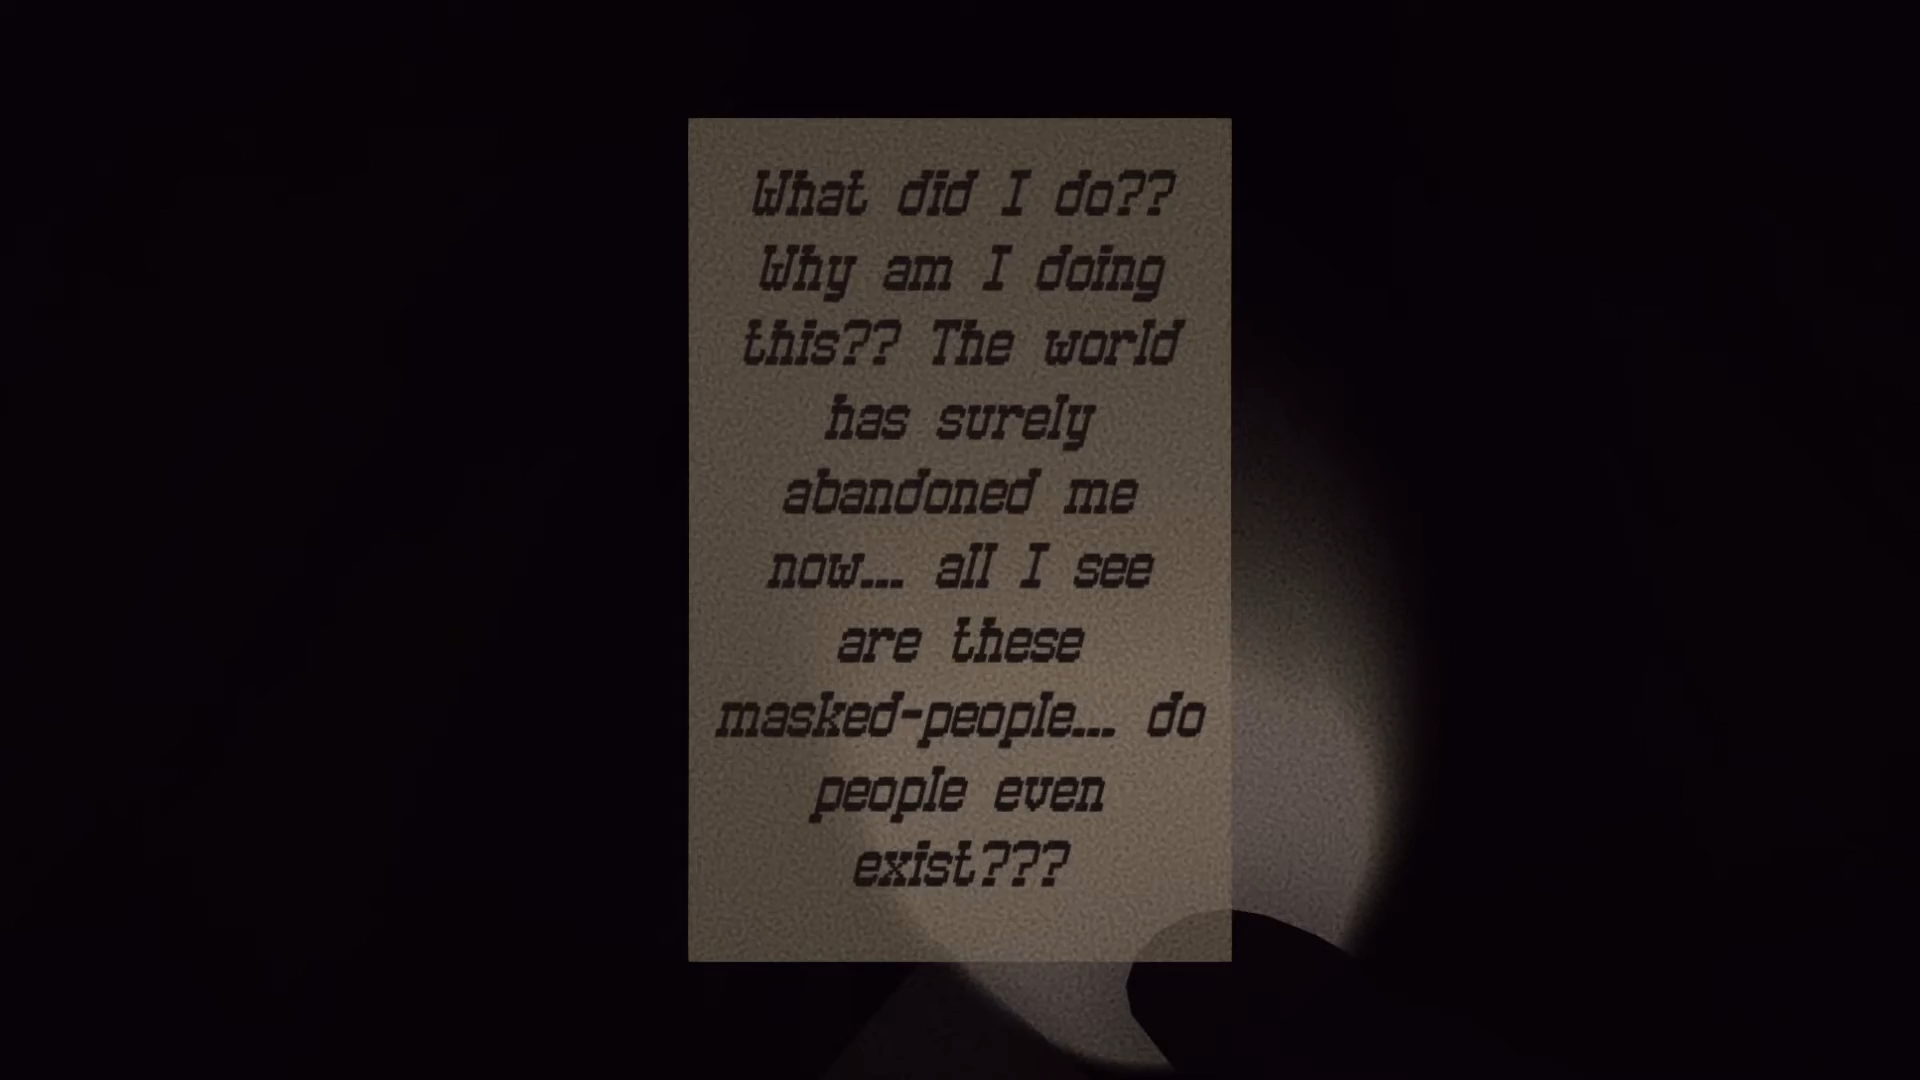 What did I do??
Why am I doing
this?? The world
has surely
abandoned me
now... all I see
are these
masked-people... do
people even
exist???